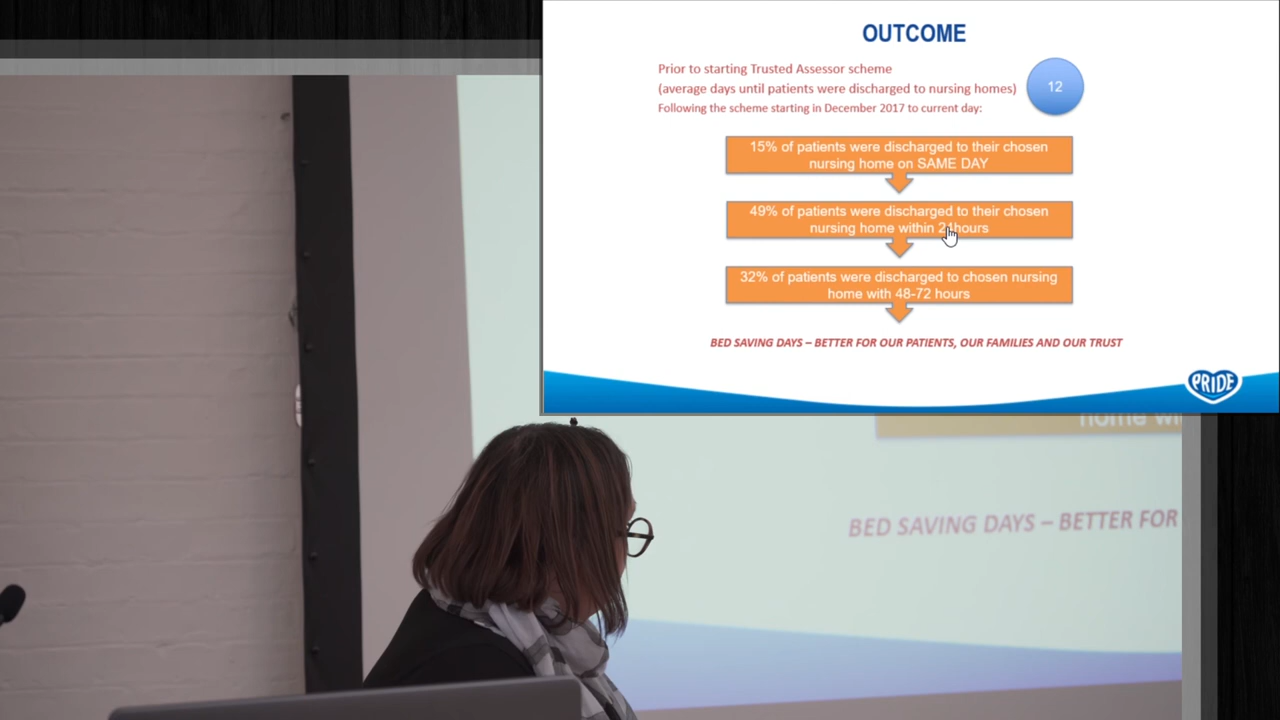 OUTCOME
Prior to starting Trusted Assessor scheme
(average days until patients were discharged to nursing homes)
12
Following the scheme starting in December 2017 to current day:
15% of patients were discharged to their chosen
nursing home on SAME DAY
49% of patients were discharged to their chosen
nursing home within 24hours
32% of patients were discharged to chosen nursing
home with 48-72 hours
BED SAVING DAYS – BETTER FOR OUR PATIENTS, OUR FAMILIES AND OUR TRUST
PRIDE
home
BED SAVING DAYS – BETTER FOR